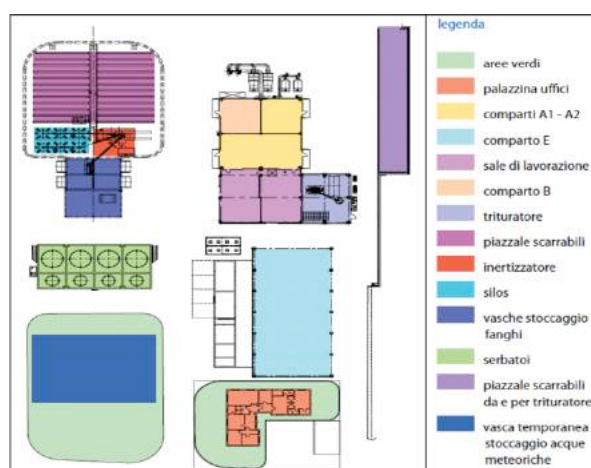 legenda
aree verdi
palazzina uffici
comparti A1 - A2
comparto E
sale di lavorazione
comparto B
trituratore
piazzale scarrabili
inertizzatore
silos
vasche stoccaggio
fanghi
serbatoi
piazzale scarrabili
da e per trituratore
vasca temporanea
stoccaggio acque
meteoriche